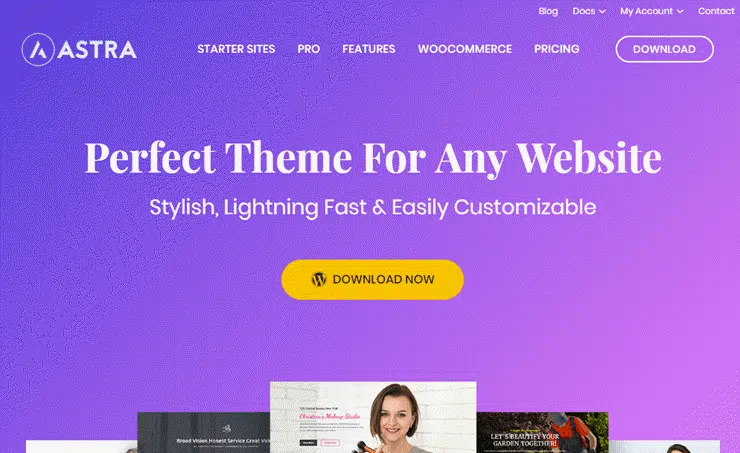 Blog Docs My Account Contact
ASTRA STARTER SITES PRO FEATURES WOOCOMMERCE PRICING DOWNLOAD
Perfect Theme For Any Website
Stylish, Lightning Fast & Easily Customizable
DOWNLOAD NOW
Christina's Makeup Studio
Broad Vision.Honest Service.Great
LET'S BEAUTIFY YOUR
GARDEN TOGETHER!